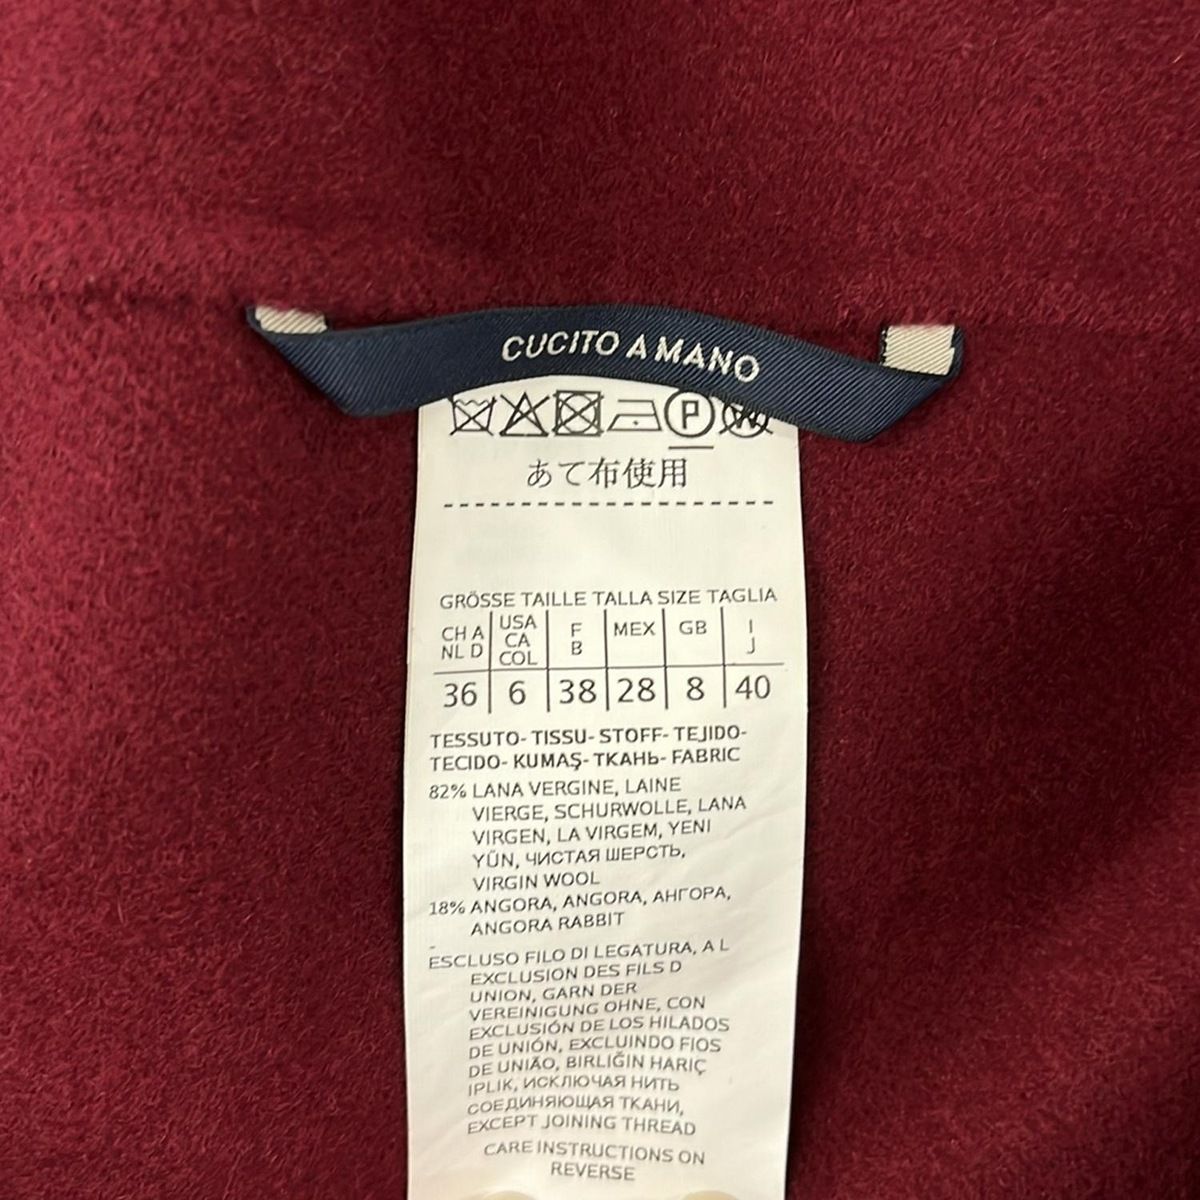 CUCITO A MANO
P W
あて布使用
GRÖSSE TAILLE TALLA SIZE TAGLIA
CH A NL D USA CA COL F B MEX GB I J
36 6 38 28 8 40
TESSUTO- TISSU- STOFF- TEJIDO-
TECIDO- KUMAŞ- ТКАНЬ- FABRIC
82% LANA VERGINE, LAINE
VIERGE, SCHURWOLLE, LANA
VIRGEN, LA VIRGEM, YENI
YÜN, ЧИСТАЯ ШЕРСТЬ,
VIRGIN WOOL
18% ANGORA, ANGORA, АНГОРА,
ANGORA RABBIT
-
ESCLUSO FILO DI LEGATURA, A L
EXCLUSION DES FILS D
UNION, GARN DER
VEREINIGUNG OHNE, CON
EXCLUSIÓN DE LOS HILADOS
DE UNIÓN, EXCLUINDO FIOS
DE UNIÃO, BIRLIĞIN HARIÇ
IPLIK, ИСКЛЮЧАЯ НИТЬ
СОЕДИНЯЮЩАЯ ТКАНИ,
EXCEPT JOINING THREAD
CARE INSTRUCTIONS ON
REVERSE